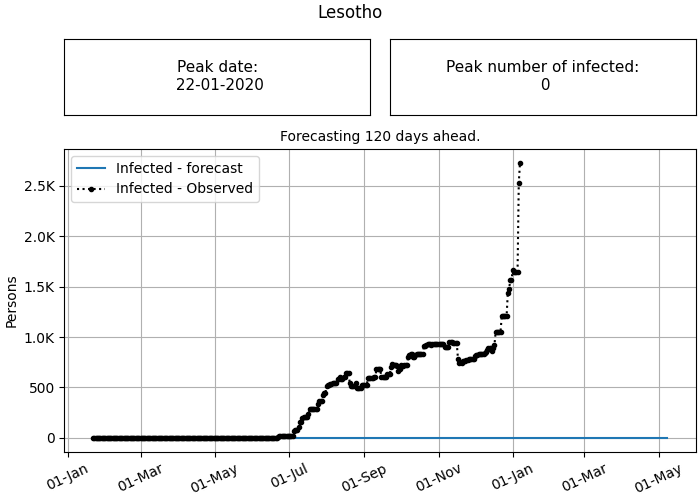 Lesotho
Peak date:
22-01-2020
Peak number of infected:
0
Forecasting 120 days ahead.
Infected - forecast
Infected - Observed
Persons
2.5K
2.0K
1.5K
1.0K
500
0
01-Jan
01-Mar
01-May
01-Jul
01-Sep
01-Nov
01-Jan
01-Mar
01-May